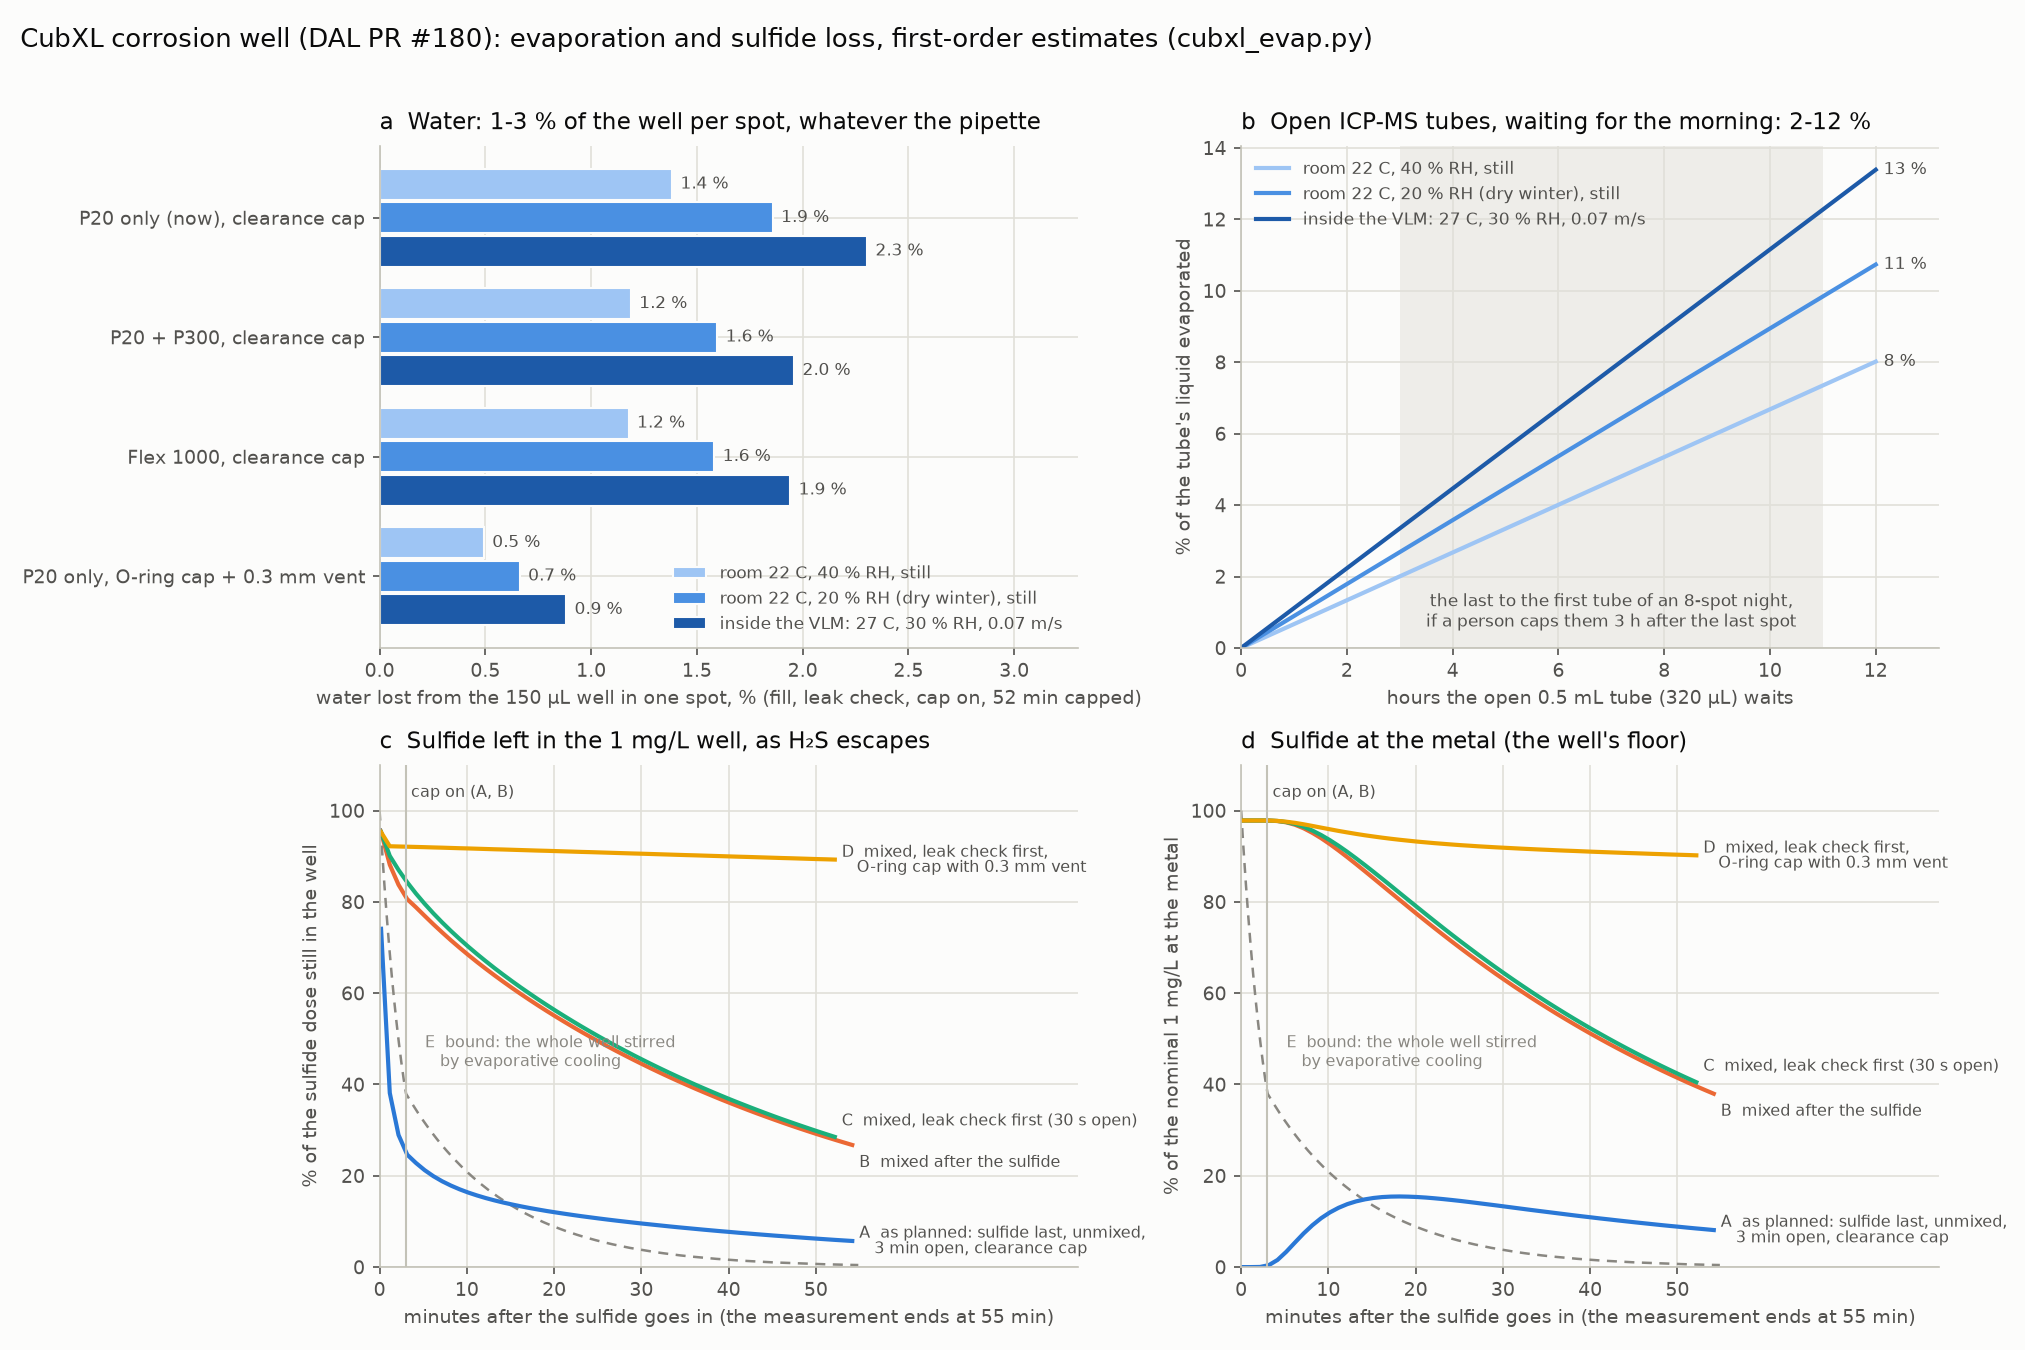 CubXL corrosion well (DAL PR #180): evaporation and sulfide loss, first-order estimates (cubxl_evap.py)
a Water: 1-3 % of the well per spot, whatever the pipette
P20 only (now), clearance cap
P20 + P300, clearance cap
Flex 1000, clearance cap
P20 only, O-ring cap + 0.3 mm vent
1.4 %
1.9 %
2.3 %
1.2 %
1.6 %
2.0 %
1.2 %
1.6 %
1.9 %
0.5 %
0.7 %
0.9 %
room 22 C, 40 % RH, still
room 22 C, 20 % RH (dry winter), still
inside the VLM: 27 C, 30 % RH, 0.07 m/s
0.0 0.5 1.0 1.5 2.0 2.5 3.0
water lost from the 150 µL well in one spot, % (fill, leak check, cap on, 52 min capped)
b Open ICP-MS tubes, waiting for the morning: 2-12 %
% of the tube's liquid evaporated
14
12
10
8
6
4
2
0
room 22 C, 40 % RH, still
room 22 C, 20 % RH (dry winter), still
inside the VLM: 27 C, 30 % RH, 0.07 m/s
13 %
11 %
8 %
the last to the first tube of an 8-spot night,
if a person caps them 3 h after the last spot
0 2 4 6 8 10 12
hours the open 0.5 mL tube (320 µL) waits
c Sulfide left in the 1 mg/L well, as H₂S escapes
% of the sulfide dose still in the well
100
80
60
40
20
0
cap on (A, B)
D mixed, leak check first,
O-ring cap with 0.3 mm vent
E bound: the whole well stirred
by evaporative cooling
C mixed, leak check first (30 s open)
B mixed after the sulfide
A as planned: sulfide last, unmixed,
3 min open, clearance cap
0 10 20 30 40 50
minutes after the sulfide goes in (the measurement ends at 55 min)
d Sulfide at the metal (the well's floor)
% of the nominal 1 mg/L at the metal
100
80
60
40
20
0
cap on (A, B)
D mixed, leak check first,
O-ring cap with 0.3 mm vent
E bound: the whole well stirred
by evaporative cooling
C mixed, leak check first (30 s open)
B mixed after the sulfide
A as planned: sulfide last, unmixed,
3 min open, clearance cap
0 10 20 30 40 50
minutes after the sulfide goes in (the measurement ends at 55 min)